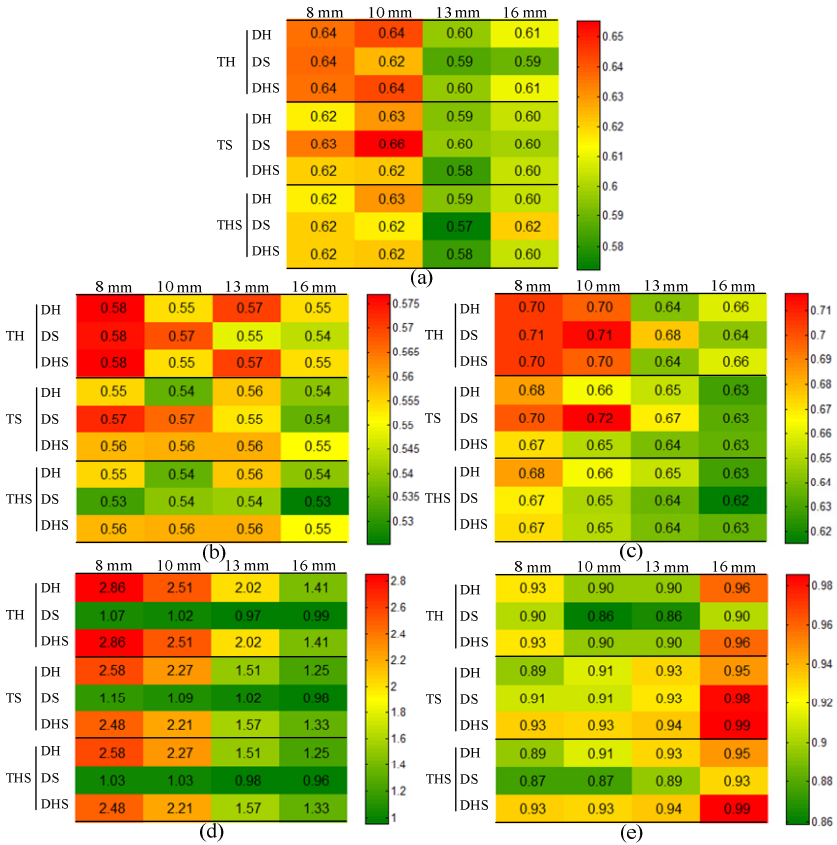 8 mm 10 mm 13 mm 16 mm
DH 0.64 0.64 0.60 0.61 0.65
TH DS 0.64 0.62 0.59 0.59 0.64
DHS 0.64 0.64 0.60 0.61 0.63
DH 0.62 0.63 0.59 0.60 0.62
TS DS 0.63 0.66 0.60 0.60 0.61
DHS 0.62 0.62 0.58 0.60 0.6
DH 0.62 0.63 0.59 0.60 0.59
THS DS 0.62 0.62 0.57 0.62 0.58
DHS 0.62 0.62 0.58 0.60
(a)
8 mm 10 mm 13 mm 16 mm
DH 0.58 0.55 0.57 0.55 0.575
TH DS 0.58 0.57 0.55 0.54 0.57
DHS 0.58 0.55 0.57 0.55 0.565
DH 0.55 0.54 0.56 0.54 0.56
TS DS 0.57 0.57 0.55 0.54 0.555
DHS 0.56 0.56 0.56 0.55 0.55
DH 0.55 0.54 0.56 0.54 0.545
THS DS 0.53 0.54 0.54 0.53 0.54
DHS 0.56 0.56 0.56 0.55 0.535
0.53
(b)
8 mm 10 mm 13 mm 16 mm
DH 0.70 0.70 0.64 0.66 0.71
TH DS 0.71 0.71 0.68 0.64 0.7
DHS 0.70 0.70 0.64 0.66 0.69
DH 0.68 0.66 0.65 0.63 0.68
TS DS 0.70 0.72 0.67 0.63 0.67
DHS 0.67 0.65 0.64 0.63 0.66
DH 0.68 0.66 0.65 0.63 0.65
THS DS 0.67 0.65 0.64 0.62 0.64
DHS 0.67 0.65 0.64 0.63 0.63
0.62
(c)
8 mm 10 mm 13 mm 16 mm
DH 2.86 2.51 2.02 1.41 2.8
TH DS 1.07 1.02 0.97 0.99 2.6
DHS 2.86 2.51 2.02 1.41 2.4
DH 2.58 2.27 1.51 1.25 2.2
TS DS 1.15 1.09 1.02 0.98 2
DHS 2.48 2.21 1.57 1.33 1.8
DH 2.58 2.27 1.51 1.25 1.6
THS DS 1.03 1.03 0.98 0.96 1.4
DHS 2.48 2.21 1.57 1.33 1.2
1
(d)
8 mm 10 mm 13 mm 16 mm
DH 0.93 0.90 0.90 0.96 0.98
TH DS 0.90 0.86 0.86 0.90 0.96
DHS 0.93 0.90 0.90 0.96 0.94
DH 0.89 0.91 0.93 0.95 0.92
TS DS 0.91 0.91 0.93 0.98 0.9
DHS 0.93 0.93 0.94 0.99 0.88
DH 0.89 0.91 0.93 0.95 0.86
THS DS 0.87 0.87 0.89 0.93
DHS 0.93 0.93 0.94 0.99
(e)